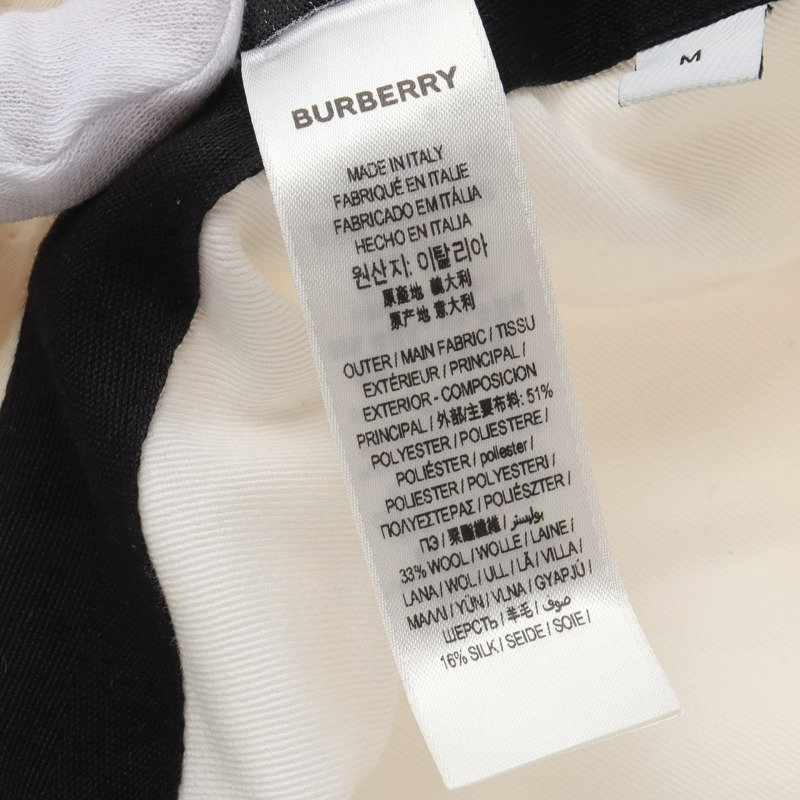 BURBERRY
M
MADE IN ITALY
FABRIQUÉ EN ITALIE
FABRICADO EM ITÁLIA
HECHO EN ITALIA
원산지: 이탈리아
原產地 義大利
原产地 意大利
OUTER / MAIN FABRIC / TISSU
EXTÉRIEUR / PRINCIPAL /
EXTERIOR - COMPOSICION
PRINCIPAL / 外部/主要布料: 51%
POLYESTER / POLIESTERE /
POLIÉSTER / poliester /
POLIESTER / POLYESTERI /
ΠΟΛΥΕΣΤΕΡΑΣ / POLIÉSZTER /
ПЭ / 聚酯纖維 / بوليستر /
33% WOOL / WOLLE / LAINE /
LANA / WOL / ULL / LÃ / VILLA /
ΜΑΛΛΙ / YÜN / VLNA / GYAPJÚ /
ШЕРСТЬ / 羊毛 / صوف /
16% SILK / SEIDE / SOIE /